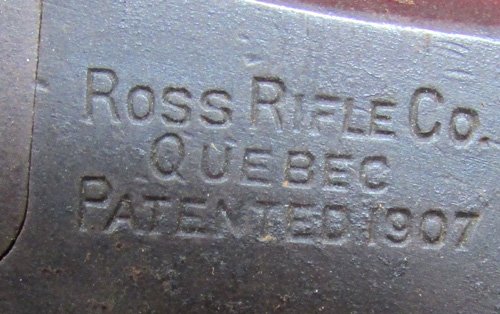 ROSS RIFLE CO.
QUEBEC
PATENTED 1907